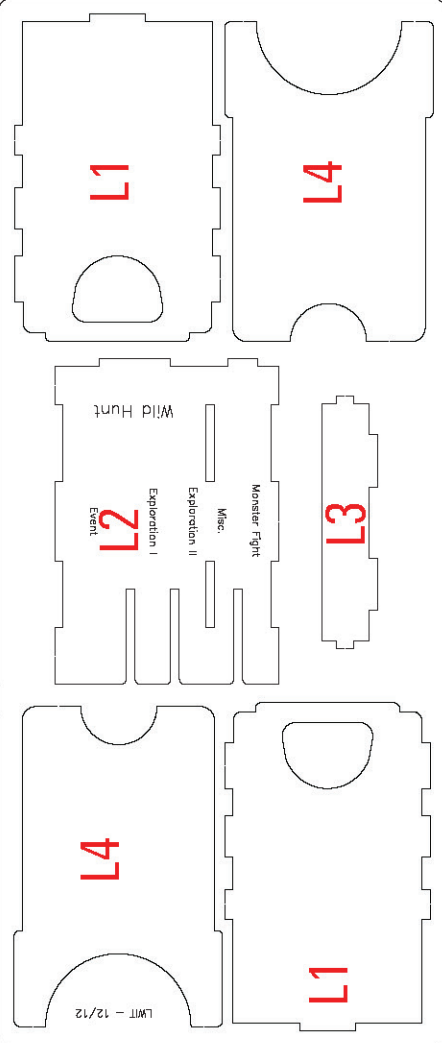 L1
L4
Wild Hunt
Event
L2
Exploration I
Exploration II
Misc.
Monster Fight
L3
L4
LWIT - 12/12
L1